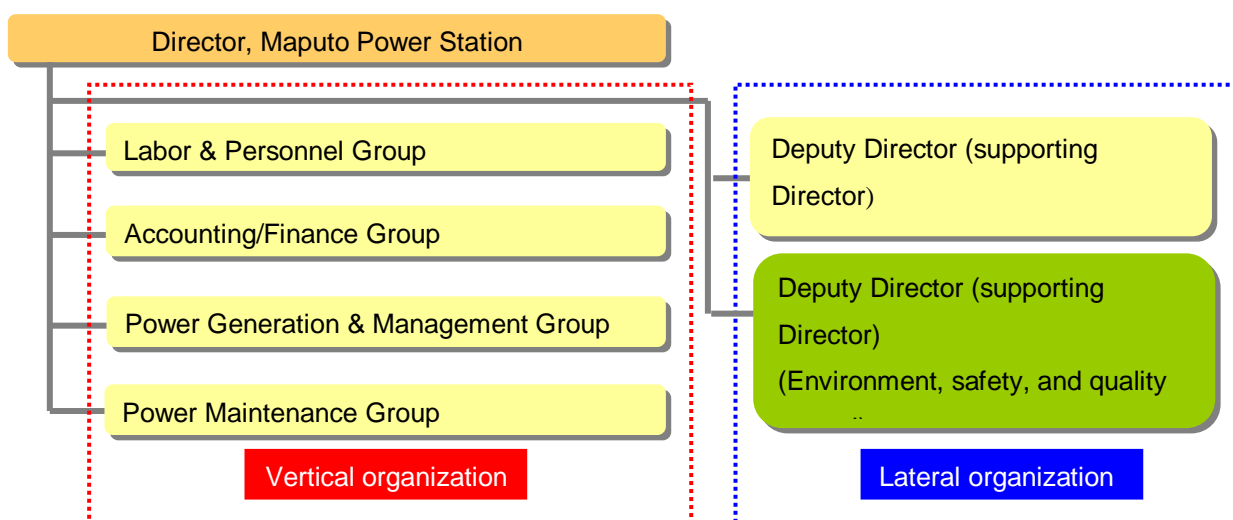 Director, Maputo Power Station
Labor & Personnel Group
Accounting/Finance Group
Power Generation & Management Group
Power Maintenance Group
Vertical organization
Deputy Director (supporting
Director)
Deputy Director (supporting
Director)
(Environment, safety, and quality
Lateral organization